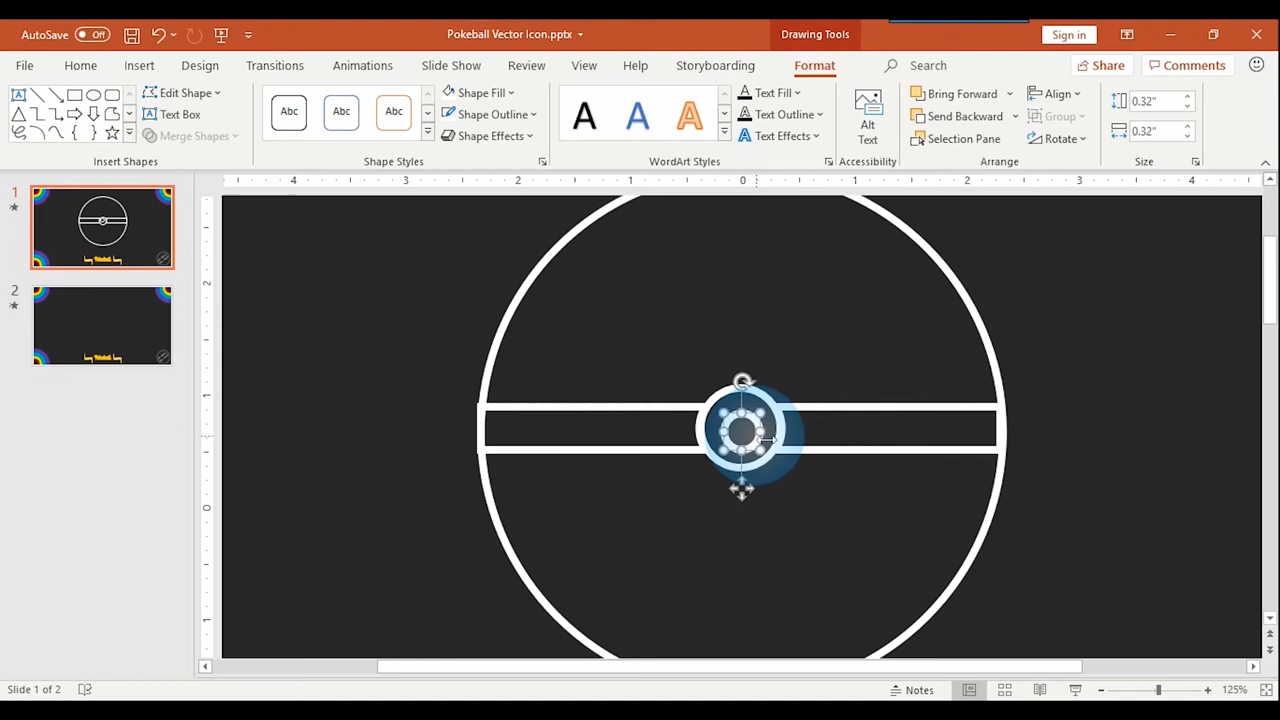 AutoSave Off Pokeball Vector Icon.pptx Drawing Tools Sign in
File Home Insert Design Transitions Animations Slide Show Review View Help Storyboarding Format Search Share Comments
Edit Shape Text Box Merge Shapes
Insert Shapes
Abc Abc Abc
Shape Fill
Shape Outline
Shape Effects
Shape Styles
A A A
Text Fill
Text Outline
Text Effects
WordArt Styles
Alt
Text
Accessibility
Bring Forward
Send Backward
Selection Pane
Align
Group
Rotate
Arrange
0.32"
0.32"
Size
4 3 2 1 0 1 2 3 4
2
1
0
1
1
2
Slide 1 of 2 Notes 125%